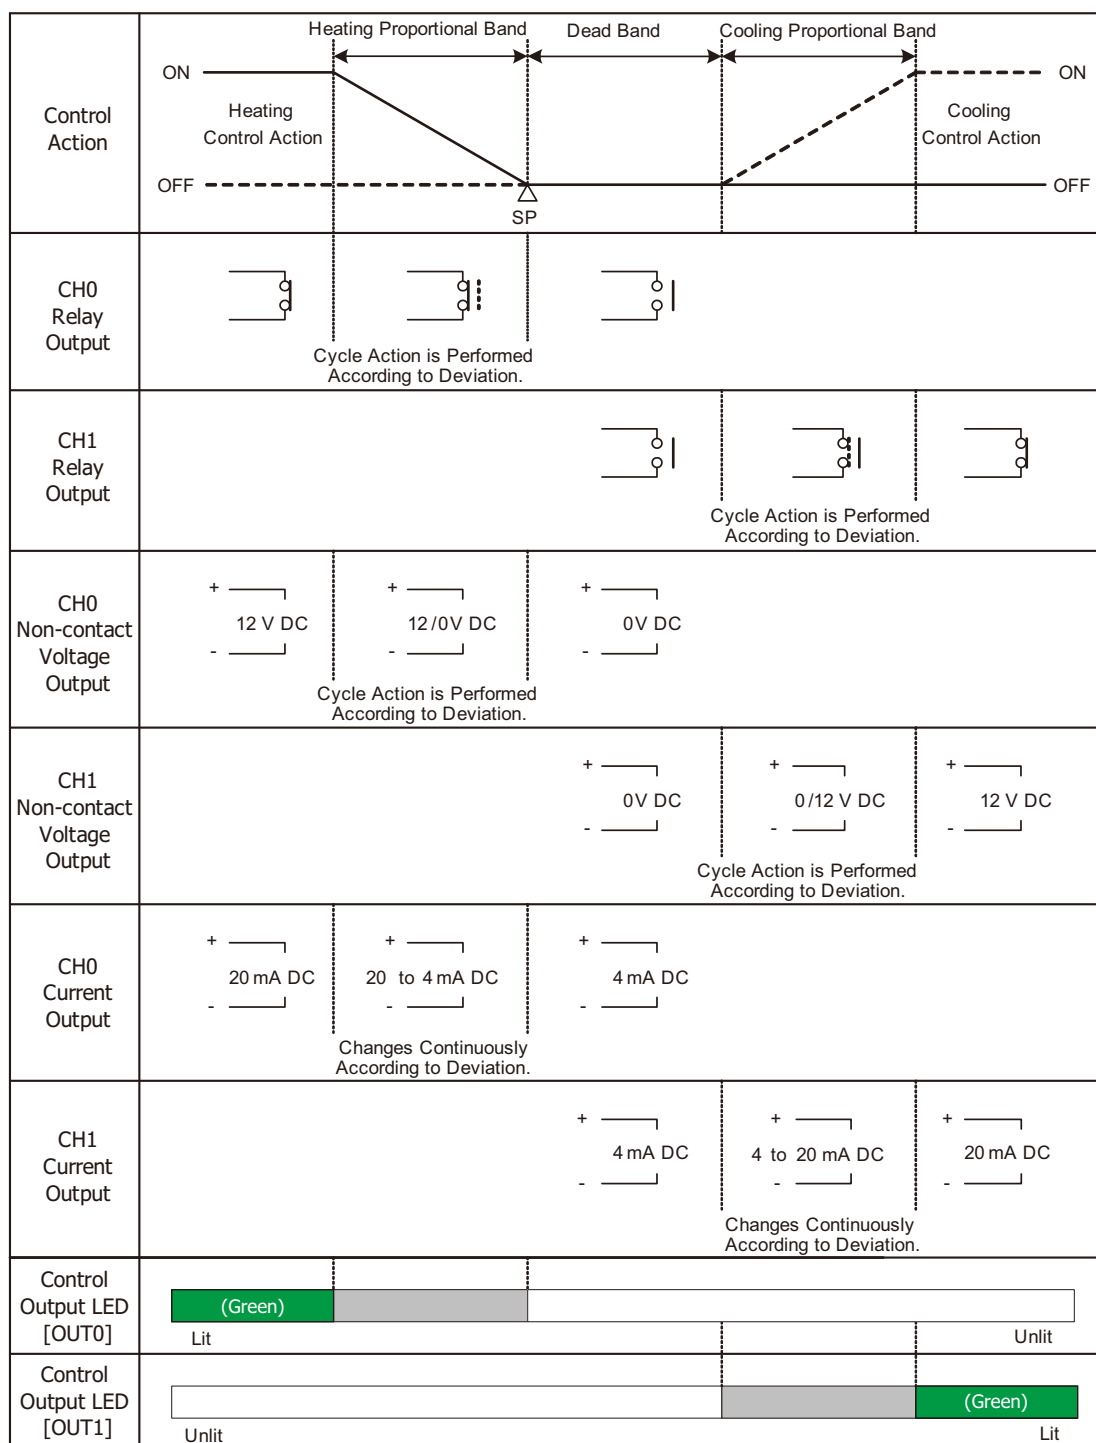 Heating Proportional Band
Dead Band
Cooling Proportional Band
Control
Action
ON
ON
Heating
Control Action
Cooling
Control Action
OFF
OFF
SP
CH0
Relay
Output
Cycle Action is Performed
According to Deviation.
CH1
Relay
Output
Cycle Action is Performed
According to Deviation.
CH0
Non-contact
Voltage
Output
+
12 V DC
-
+
12/0V DC
-
+
0V DC
-
Cycle Action is Performed
According to Deviation.
CH1
Non-contact
Voltage
Output
+
0V DC
-
+
0/12 V DC
-
+
12 V DC
-
Cycle Action is Performed
According to Deviation.
CH0
Current
Output
+
20 mA DC
-
+
20 to 4 mA DC
-
+
4 mA DC
-
Changes Continuously
According to Deviation.
CH1
Current
Output
+
4 mA DC
-
+
4 to 20 mA DC
-
+
20 mA DC
-
Changes Continuously
According to Deviation.
Control
Output LED
[OUT0]
(Green)
Lit
Unlit
Control
Output LED
[OUT1]
(Green)
Unlit
Lit